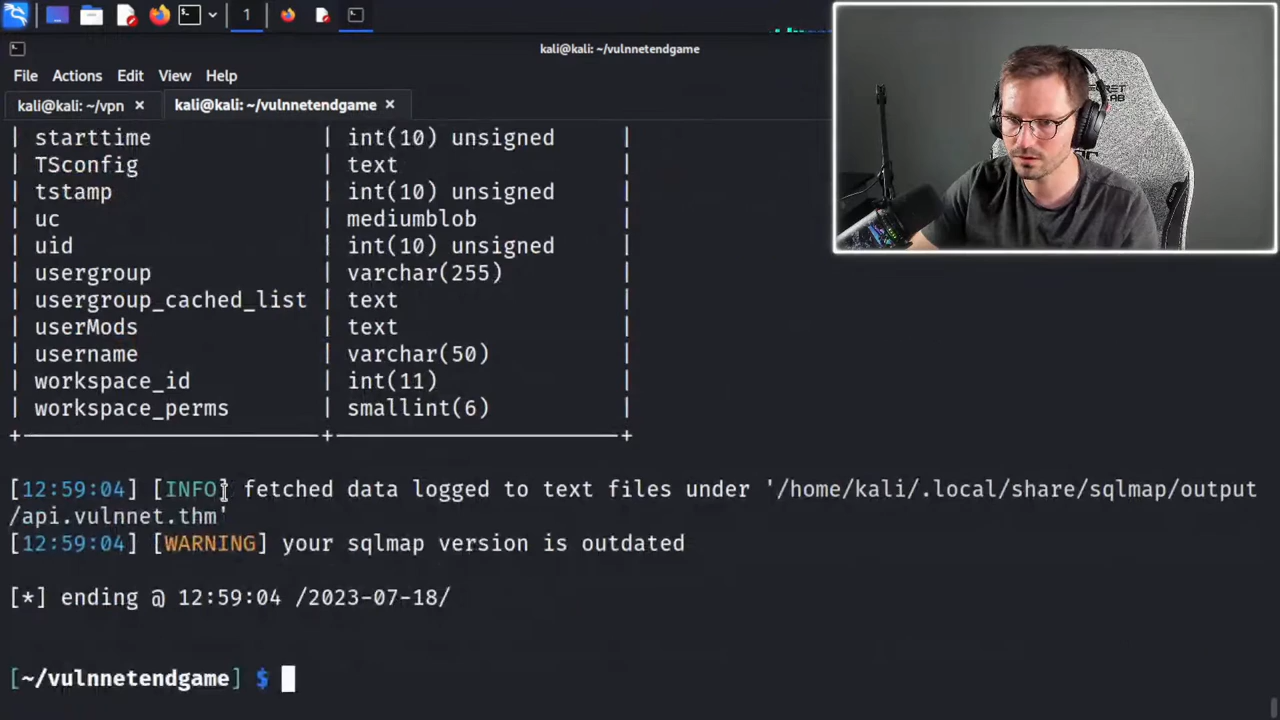 1
kali@kali: ~/vulnnetendgame
File Actions Edit View Help
kali@kali: ~/vpn × kali@kali: ~/vulnnetendgame ×
| starttime | int(10) unsigned |
| TSconfig | text |
| tstamp | int(10) unsigned |
| uc | mediumblob |
| uid | int(10) unsigned |
| usergroup | varchar(255) |
| usergroup_cached_list | text |
| userMods | text |
| username | varchar(50) |
| workspace_id | int(11) |
| workspace_perms | smallint(6) |
[12:59:04] [INFO] fetched data logged to text files under '/home/kali/.local/share/sqlmap/output
/api.vulnnet.thm'
[12:59:04] [WARNING] your sqlmap version is outdated
[*] ending @ 12:59:04 /2023-07-18/
[~/vulnnetendgame] $